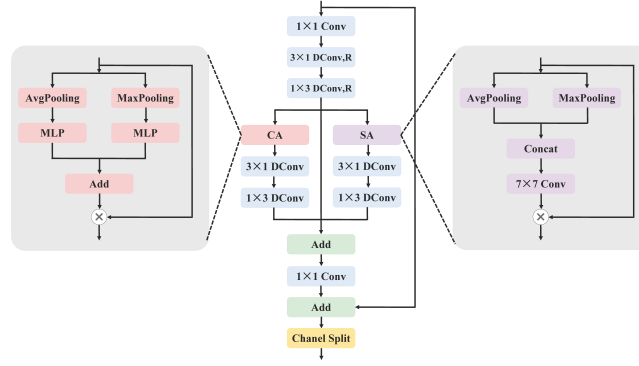 1×1 Conv
3×1 DConv,R
1×3 DConv,R
AvgPooling
MaxPooling
MLP
MLP
Add
×
CA
SA
3×1 DConv
3×1 DConv
1×3 DConv
1×3 DConv
AvgPooling
MaxPooling
Concat
7×7 Conv
×
Add
1×1 Conv
Add
Chanel Split